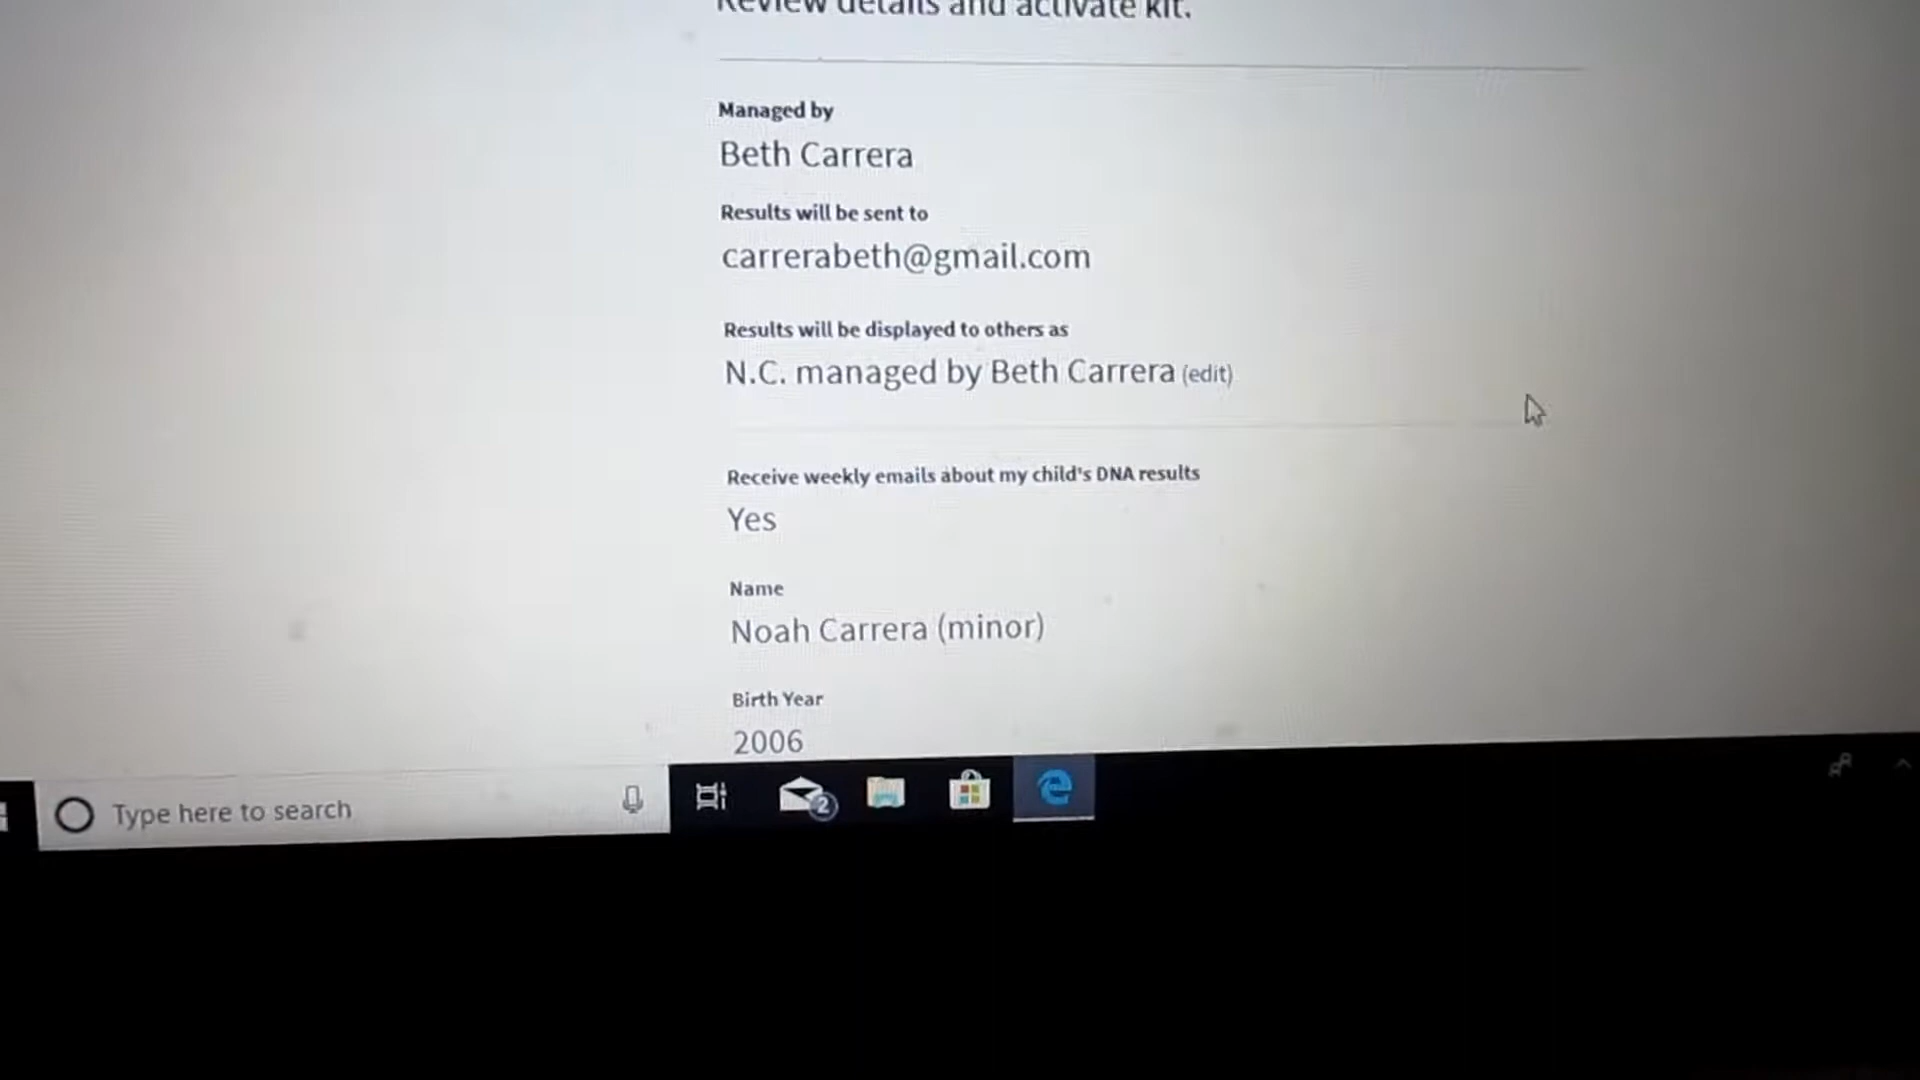 Review details and activate kit.
Managed by
Beth Carrera
Results will be sent to
carrerabeth@gmail.com
Results will be displayed to others as
N.C. managed by Beth Carrera (edit)
Receive weekly emails about my child's DNA results
Yes
Name
Noah Carrera (minor)
Birth Year
2006
Type here to search
2